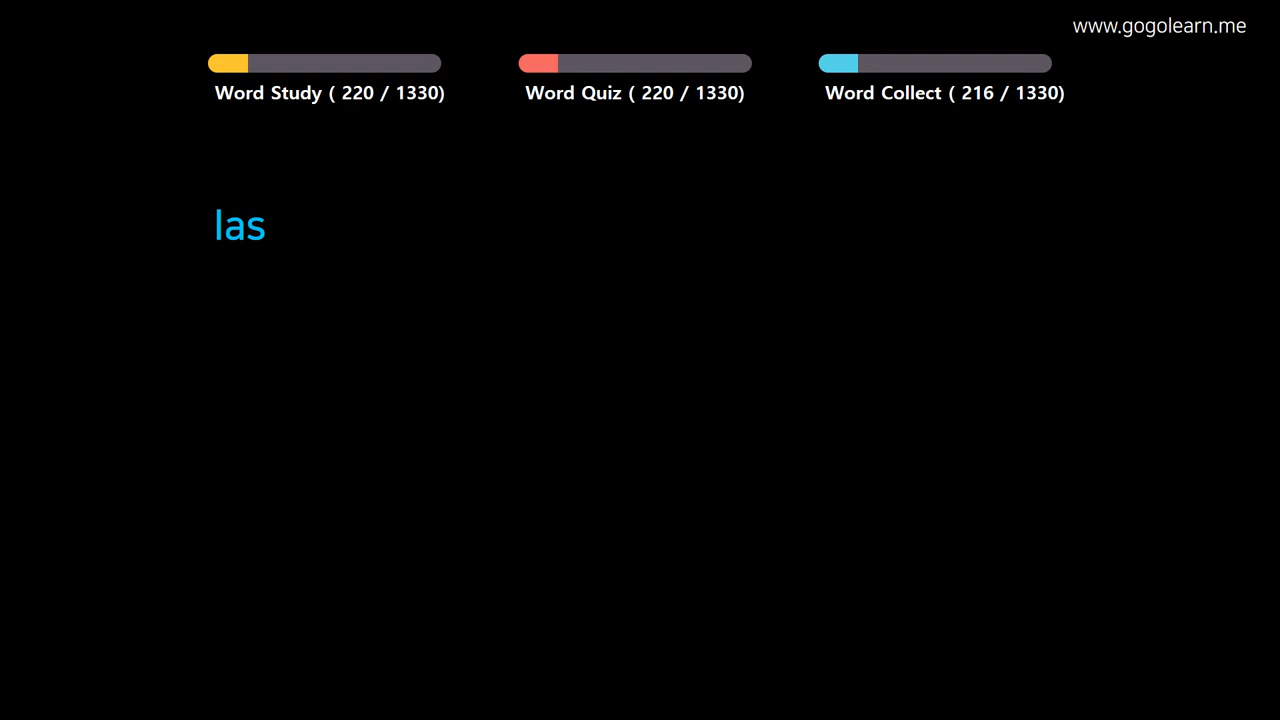 www.gogolearn.me
Word Study ( 220 / 1330)
Word Quiz ( 220 / 1330)
Word Collect ( 216 / 1330)
las